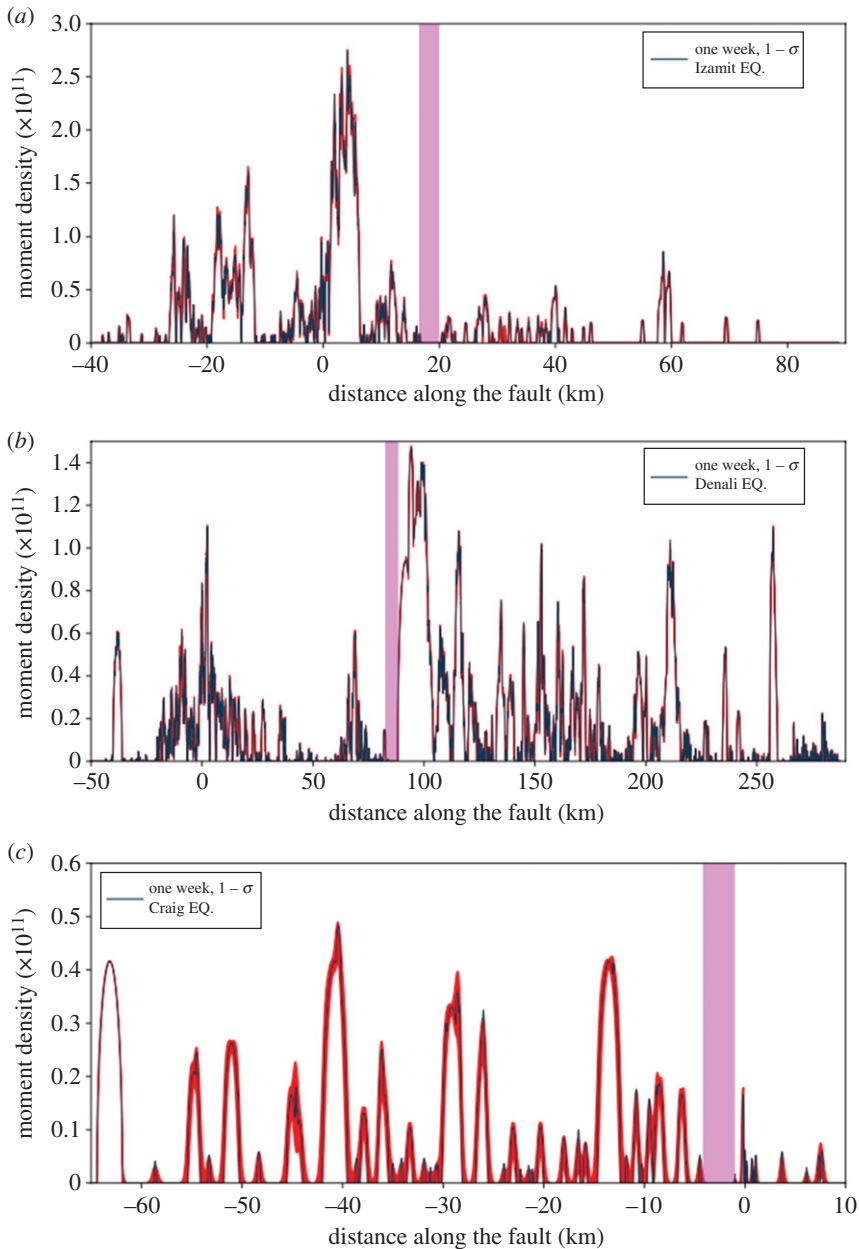 (a)
3.0
2.5
2.0
1.5
1.0
0.5
0
moment density (×10¹¹)
one week, 1 – σ
Izamit EQ.
–40 –20 0 20 40 60 80
distance along the fault (km)
(b)
1.4
1.2
1.0
0.8
0.6
0.4
0.2
0
moment density (×10¹¹)
one week, 1 – σ
Denali EQ.
–50 0 50 100 150 200 250
distance along the fault (km)
(c)
0.6
0.5
0.4
0.3
0.2
0.1
0
moment density (×10¹¹)
one week, 1 – σ
Craig EQ.
–60 –50 –40 –30 –20 –10 0 10
distance along the fault (km)